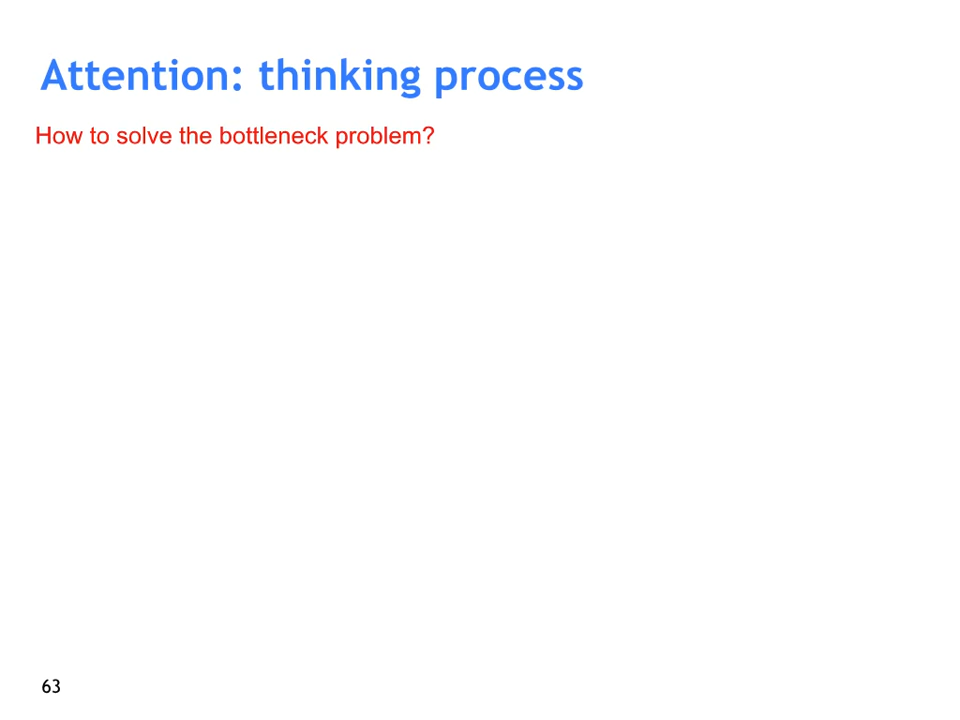 Attention: thinking process
How to solve the bottleneck problem?
63